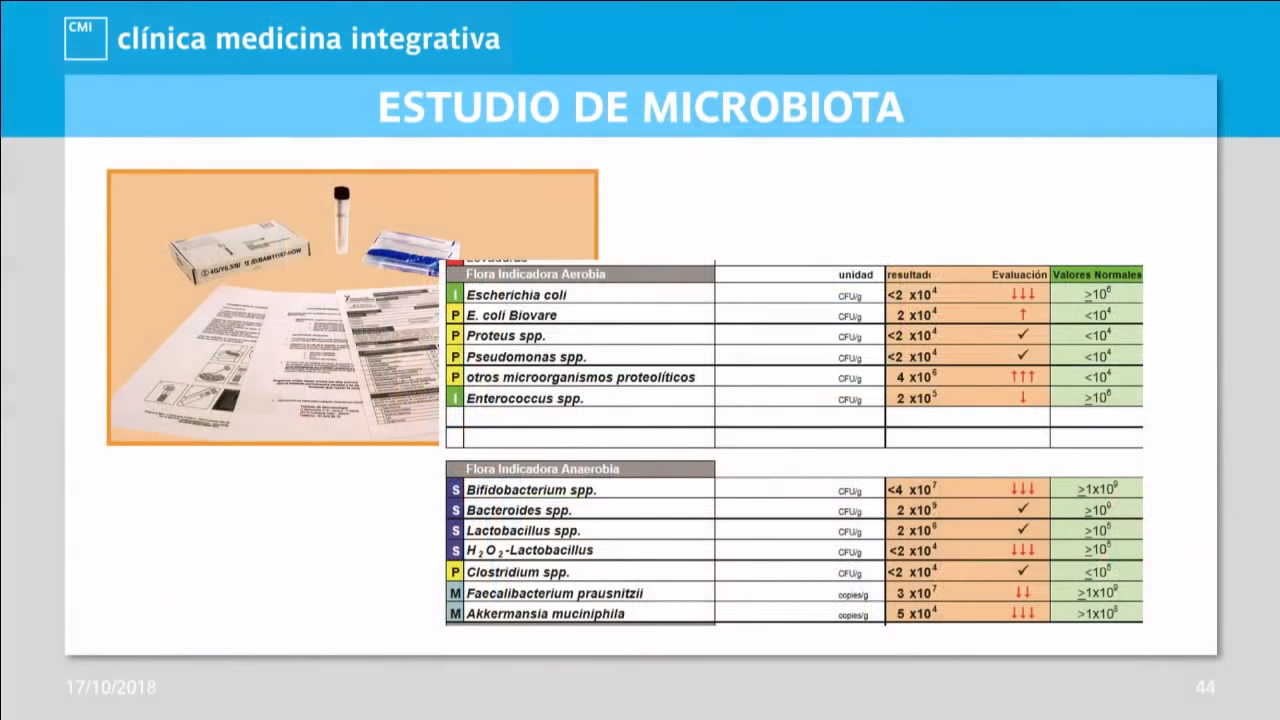 CMI
clínica medicina integrativa
ESTUDIO DE MICROBIOTA
4G/Y0.5/S/
Flora Indicadora Aerobia unidad resultado Evaluación Valores Normales
I Escherichia coli CFU/g <2 x10⁴ ↓↓↓ ≥10⁶
P E. coli Biovare CFU/g 2 x10⁴ ↑ <10⁴
P Proteus spp. CFU/g <2 x10⁴ ✓ <10⁴
P Pseudomonas spp. CFU/g <2 x10⁴ ✓ <10⁴
P otros microorganismos proteolíticos CFU/g 4 x10⁶ ↑↑↑ <10⁴
I Enterococcus spp. CFU/g 2 x10⁵ ↓ ≥10⁶
Flora Indicadora Anaerobia
S Bifidobacterium spp. CFU/g <4 x10⁷ ↓↓↓ ≥1x10⁹
S Bacteroides spp. CFU/g 2 x10⁹ ✓ ≥10⁹
S Lactobacillus spp. CFU/g 2 x10⁶ ✓ ≥10⁵
S H₂O₂-Lactobacillus CFU/g <2 x10⁴ ↓↓↓ ≥10⁵
P Clostridium spp. CFU/g <2 x10⁴ ✓ ≤10⁵
M Faecalibacterium prausnitzii copies/g 3 x10⁷ ↓↓ ≥1x10⁹
M Akkermansia muciniphila copies/g 5 x10⁴ ↓↓↓ >1x10⁸
17/10/2018
44